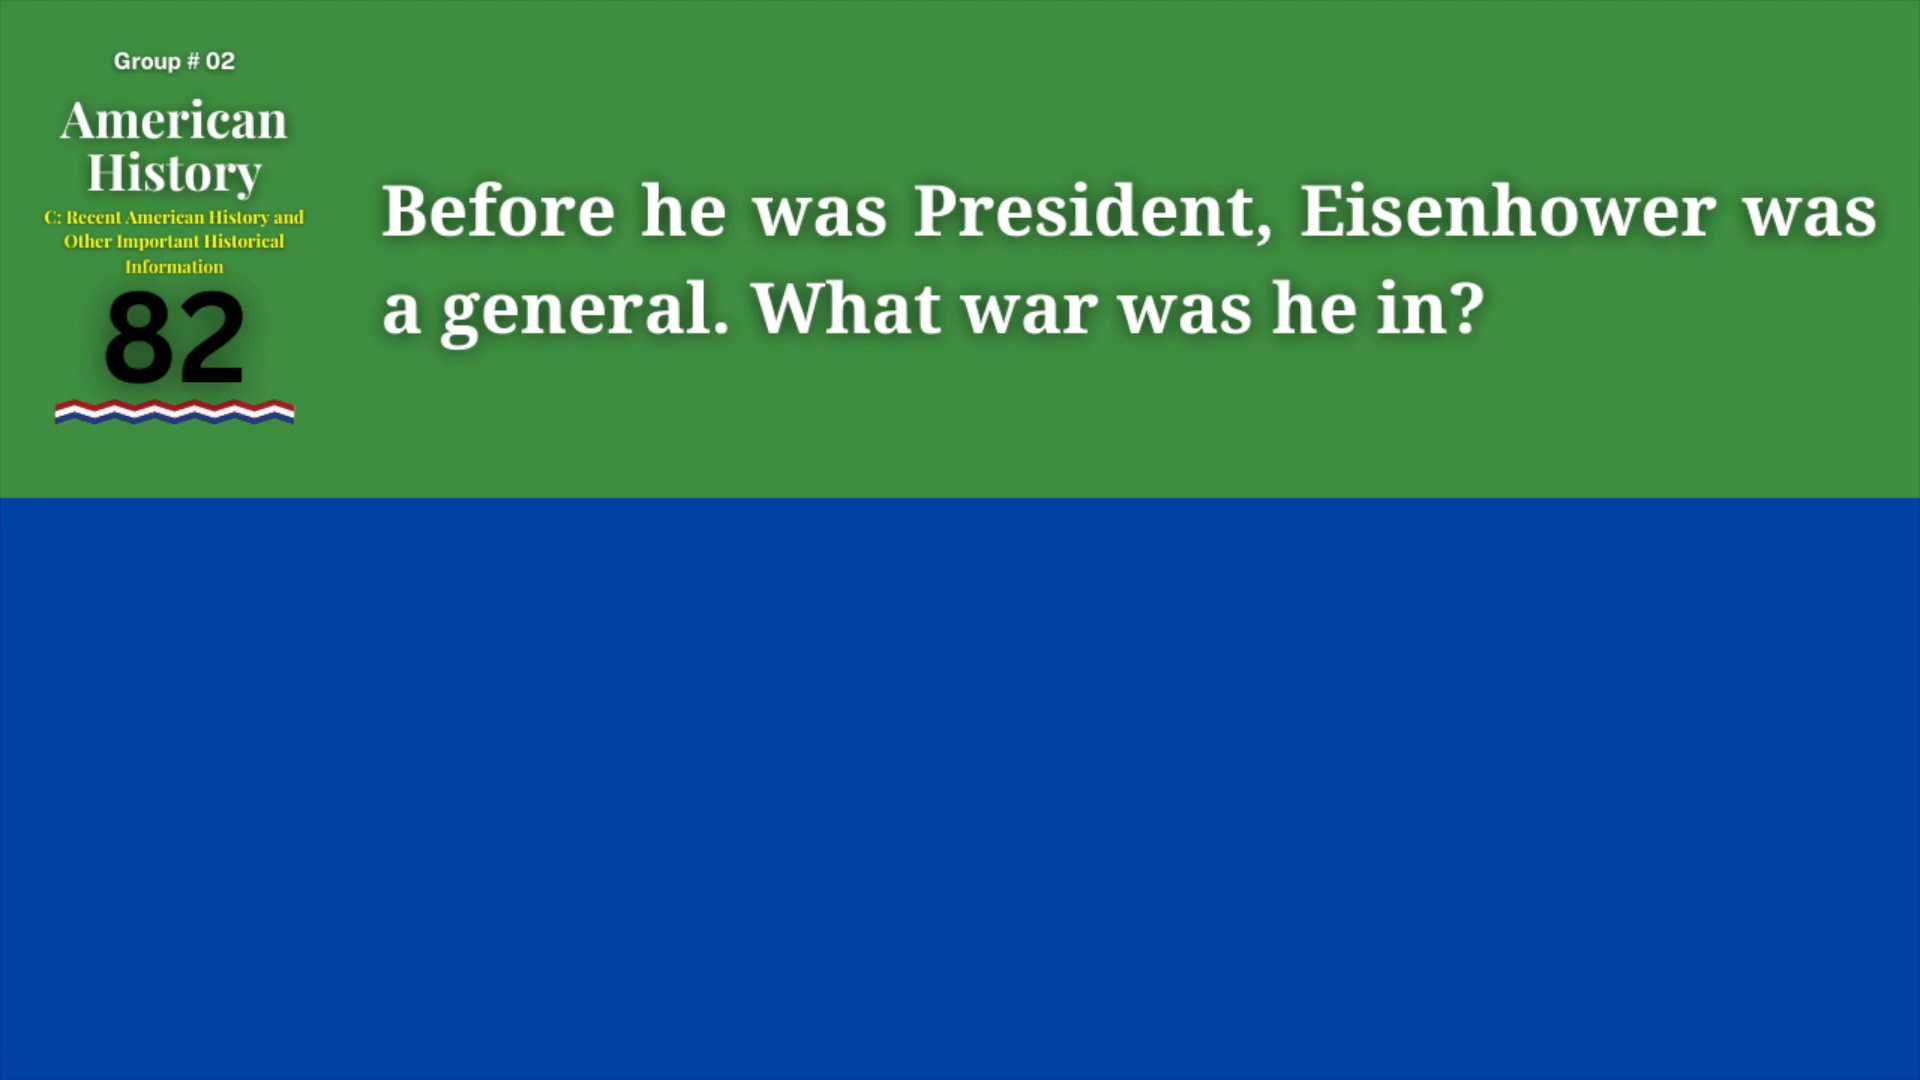 Group # 02
American
History
C: Recent American History and
Other Important Historical
Information
82
Before he was President, Eisenhower was
a general. What war was he in?